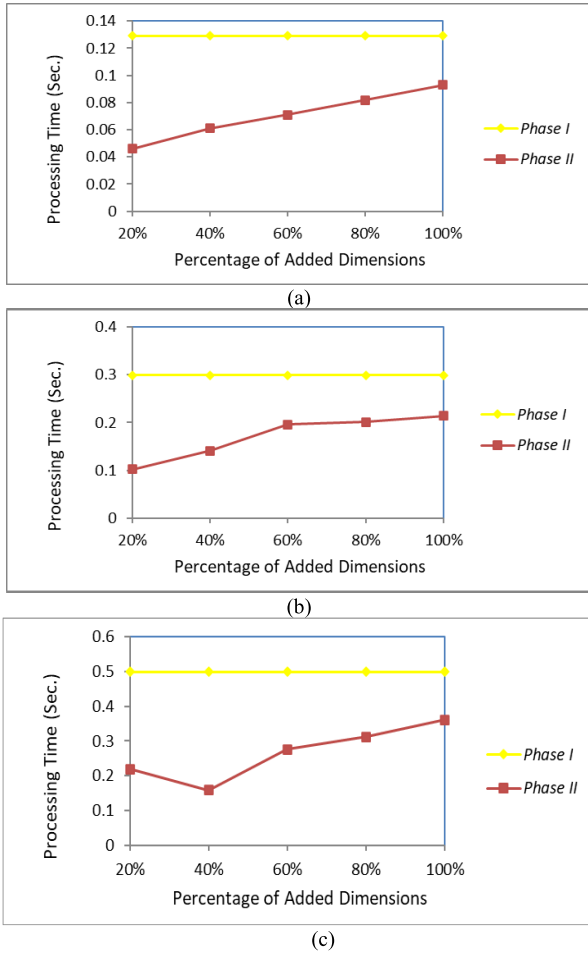 0.14
0.12
0.1
0.08
0.06
0.04
0.02
0
Processing Time (Sec.)
20% 40% 60% 80% 100%
Percentage of Added Dimensions
Phase I
Phase II
(a)
0.4
0.3
0.2
0.1
0
Processing Time (Sec.)
20% 40% 60% 80% 100%
Percentage of Added Dimensions
Phase I
Phase II
(b)
0.6
0.5
0.4
0.3
0.2
0.1
0
Processing Time (Sec.)
20% 40% 60% 80% 100%
Percentage of Added Dimensions
Phase I
Phase II
(c)